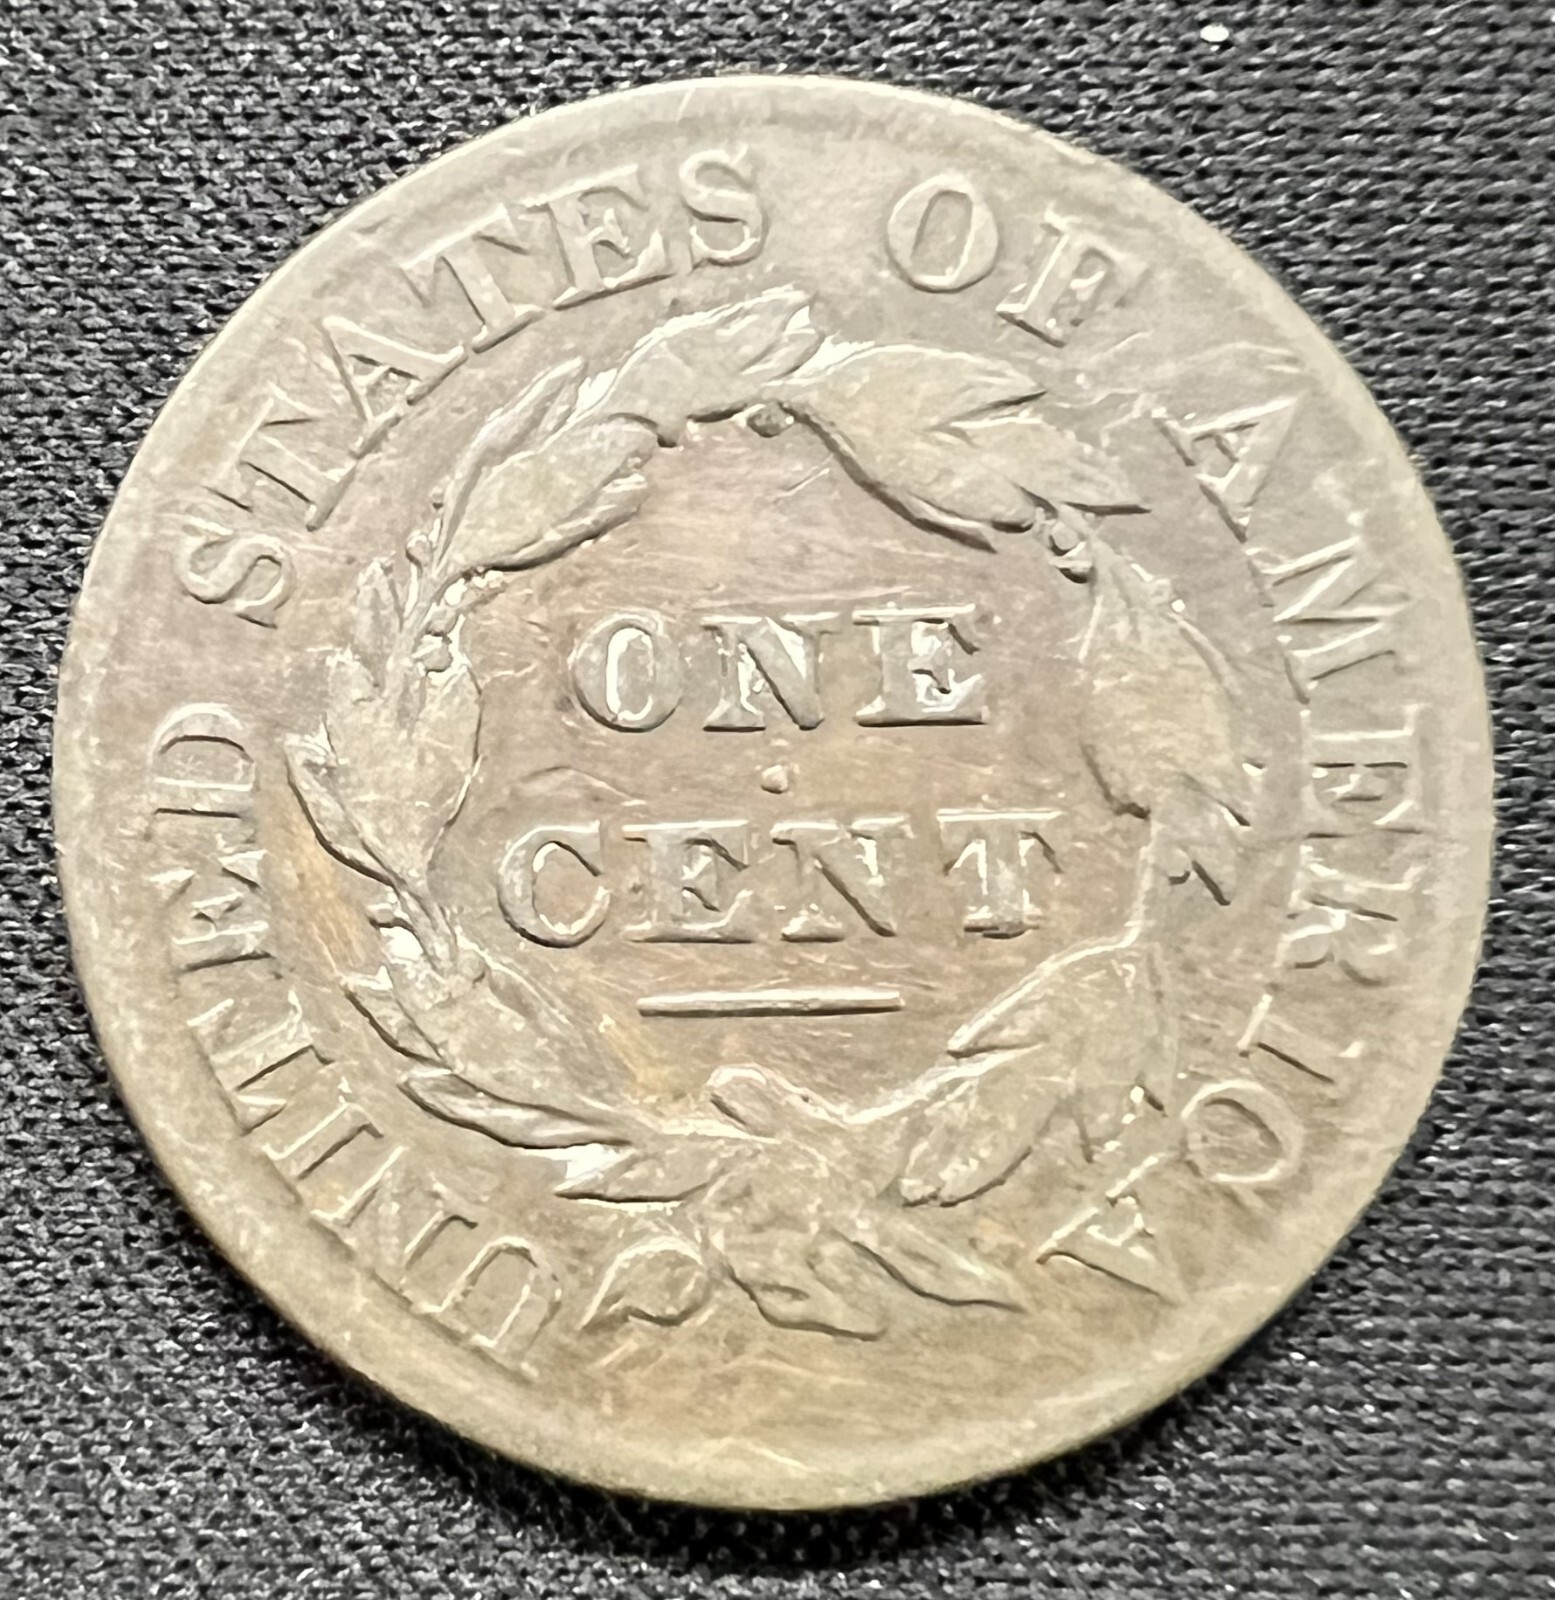 UNITED STATES OF AMERICA
ONE
CENT